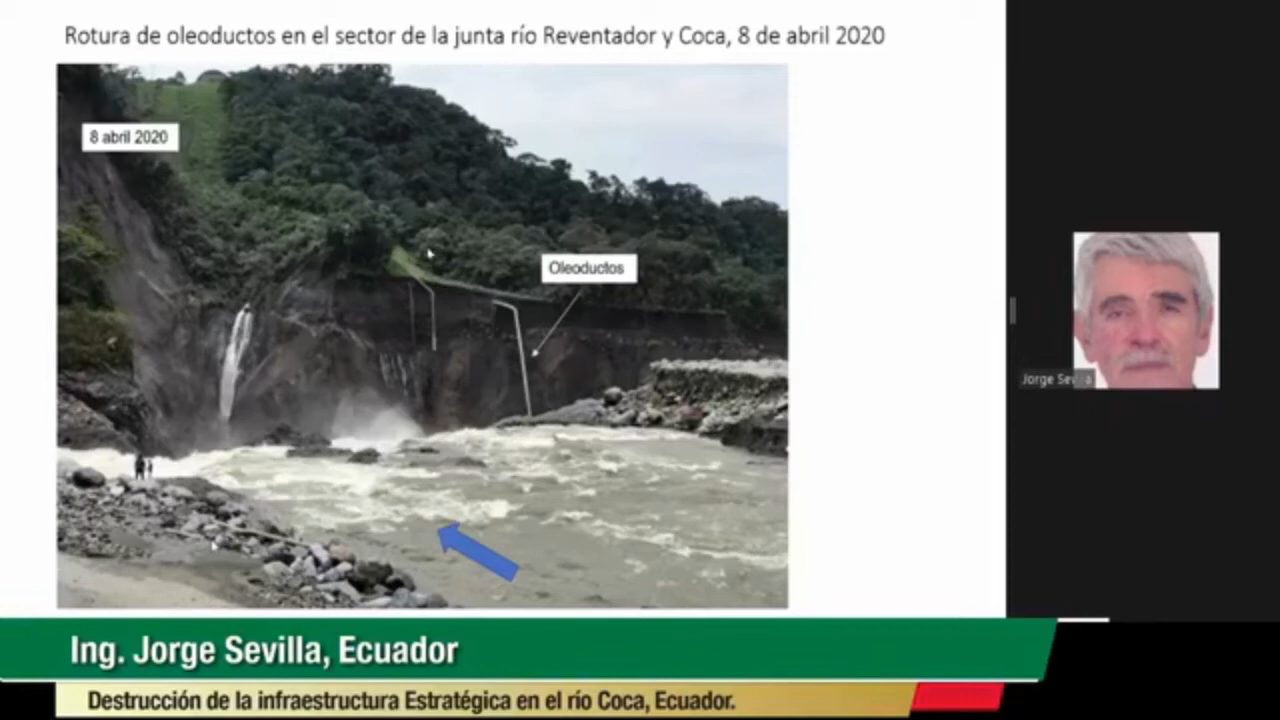 Rotura de oleoductos en el sector de la junta río Reventador y Coca, 8 de abril 2020
8 abril 2020
Oleoductos
Jorge Sevilla
Ing. Jorge Sevilla, Ecuador
Destrucción de la infraestructura Estratégica en el río Coca, Ecuador.